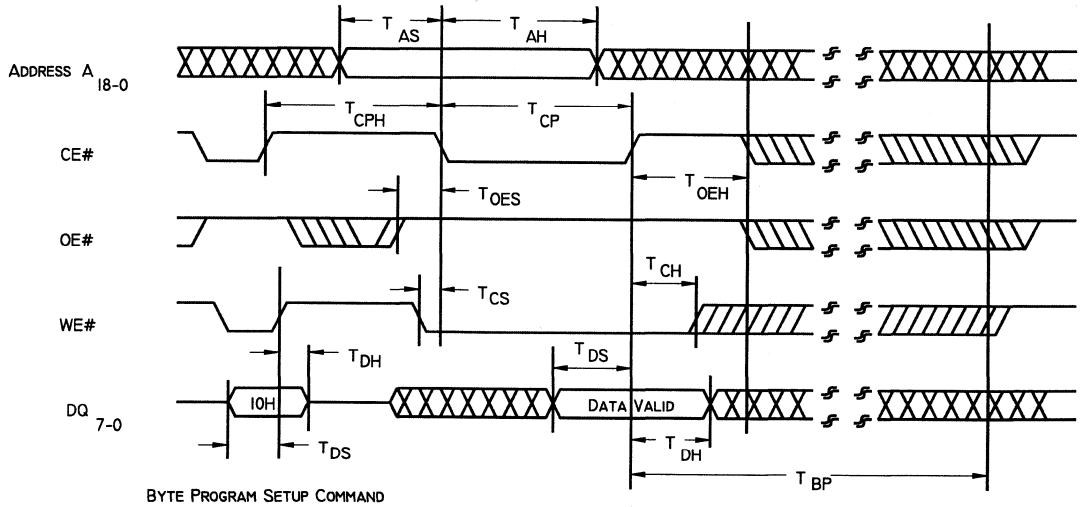 T AS
T AH
ADDRESS A 18-0
T CPH
T CP
CE#
T OES
T OEH
OE#
T CH
T CS
WE#
T DH
T DS
DQ 7-0
10H
DATA VALID
T DS
T DH
T BP
BYTE PROGRAM SETUP COMMAND